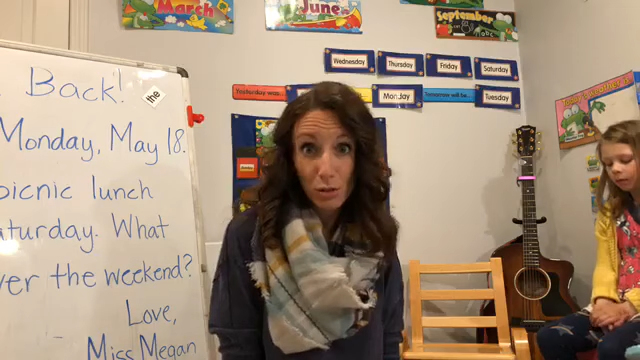 March
June
September
Wednesday
Thursday
Friday
Saturday
Yesterday was...
Monday
Tomorrow will be...
Tuesday
Back!
the
Monday, May 18.
picnic lunch
aturday. What
ver the weekend?
Love,
Miss Megan